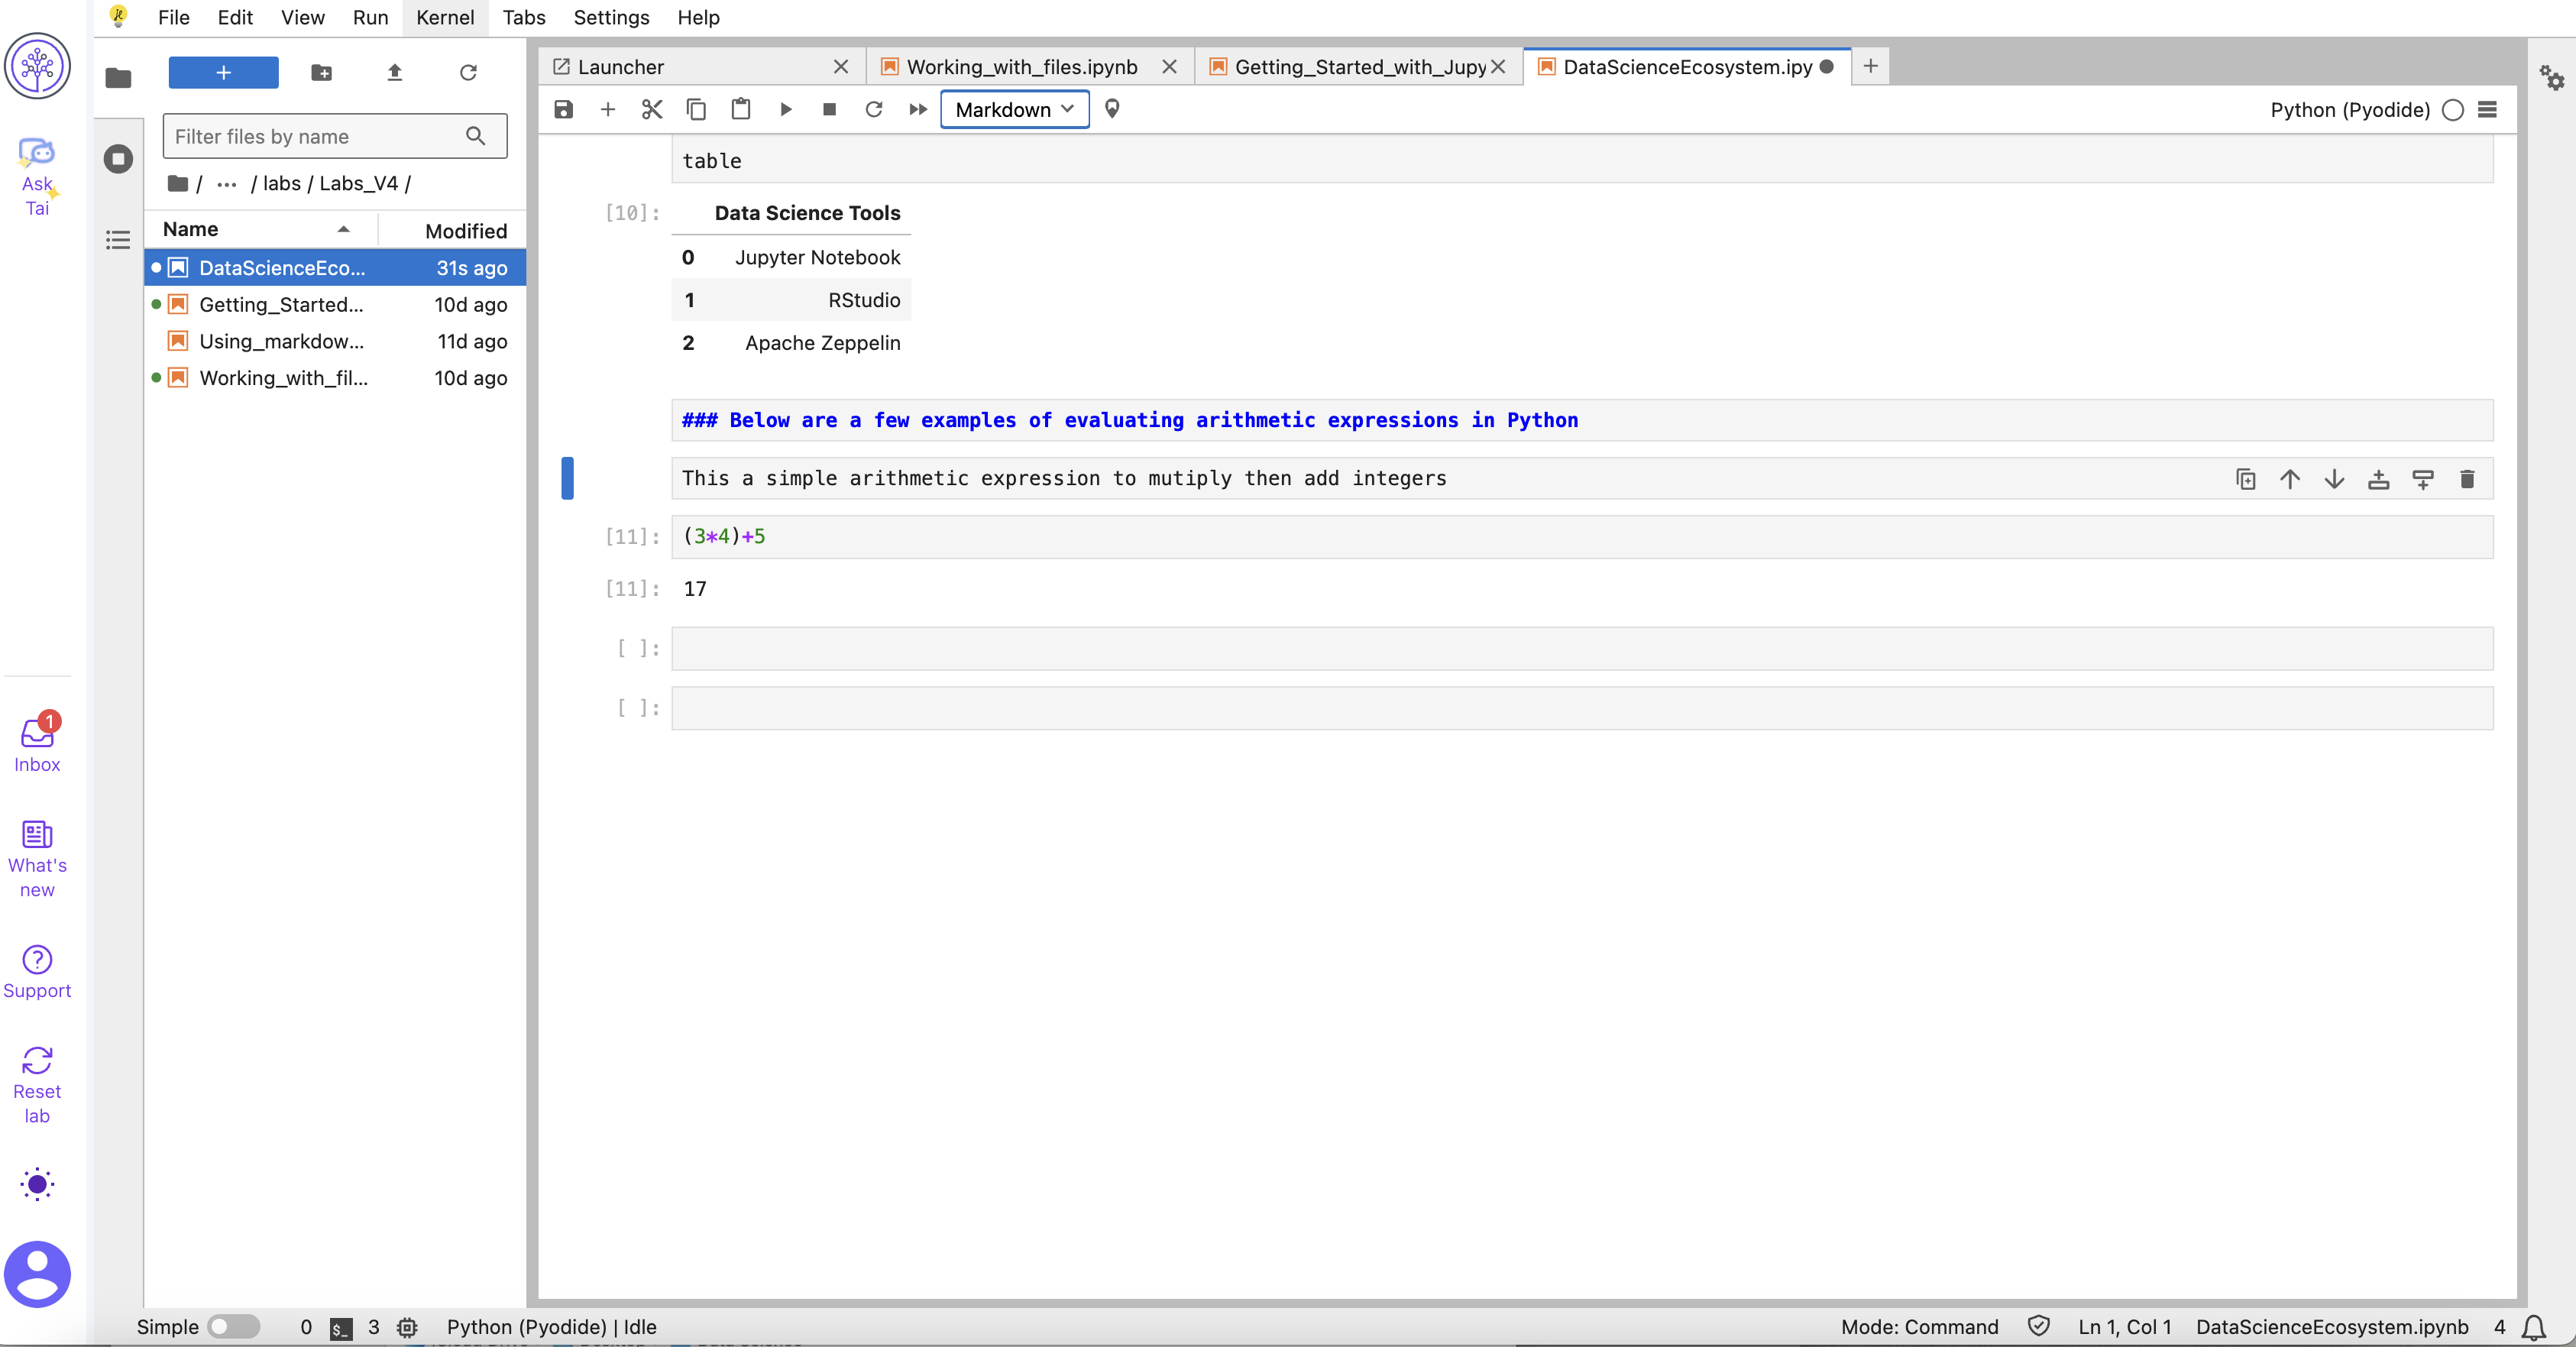 File Edit View Run Kernel Tabs Settings Help
Ask Tai
Filter files by name
/ ... / labs / Labs_V4 /
Name Modified
DataScienceEco... 31s ago
Getting_Started... 10d ago
Using_markdow... 11d ago
Working_with_fil... 10d ago
1
Inbox
What's new
Support
Reset lab
Launcher Working_with_files.ipynb Getting_Started_with_Jupy DataScienceEcosystem.ipy
Markdown Python (Pyodide)
table
[10]: Data Science Tools
0 Jupyter Notebook
1 RStudio
2 Apache Zeppelin
### Below are a few examples of evaluating arithmetic expressions in Python
This a simple arithmetic expression to mutiply then add integers
[11]: (3*4)+5
[11]: 17
[ ]:
[ ]:
Simple 0 $_ 3 Python (Pyodide) | Idle Mode: Command Ln 1, Col 1 DataScienceEcosystem.ipynb 4